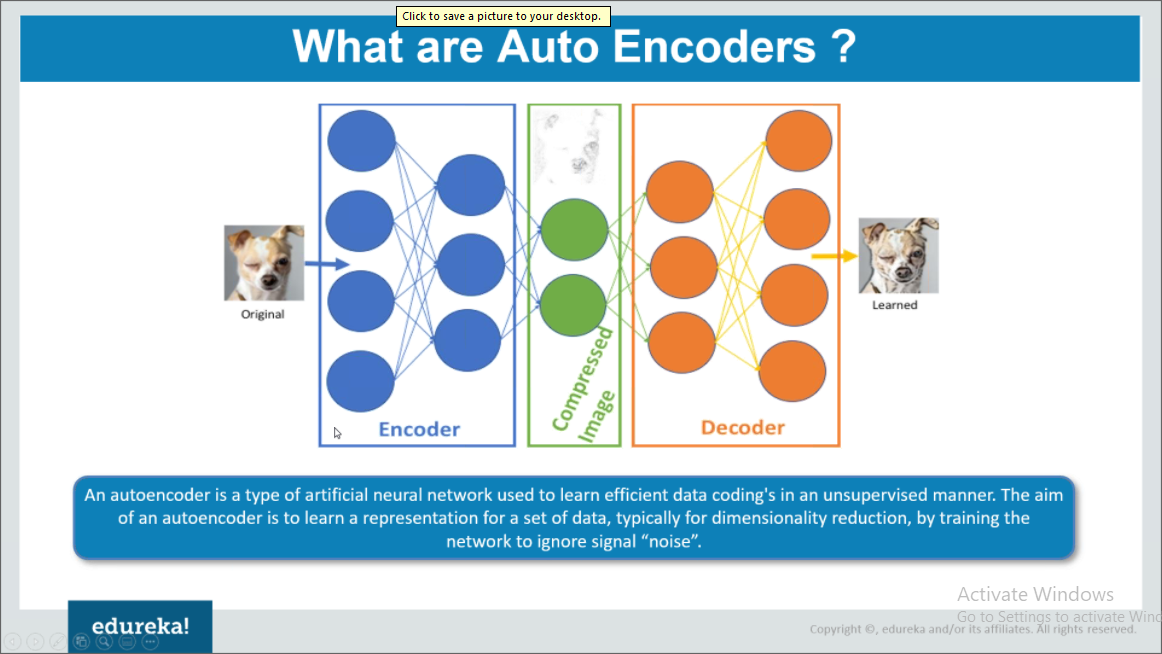 Click to save a picture to your desktop.
What are Auto Encoders ?
Original
Encoder
Compressed
Image
Decoder
Learned
An autoencoder is a type of artificial neural network used to learn efficient data coding's in an unsupervised manner. The aim
of an autoencoder is to learn a representation for a set of data, typically for dimensionality reduction, by training the
network to ignore signal “noise”.
Activate Windows
Go to Settings to activate Winc
edureka!
Copyright ©, edureka and/or its affiliates. All rights reserved.